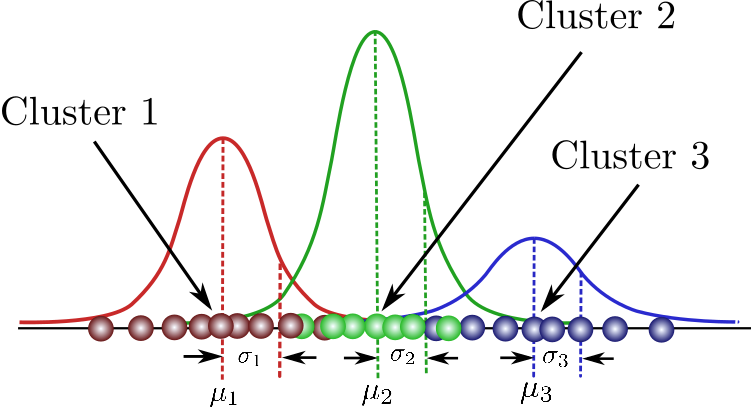 Cluster 2
Cluster 1
Cluster 3
σ₁
σ₂
σ₃
μ₁
μ₂
μ₃